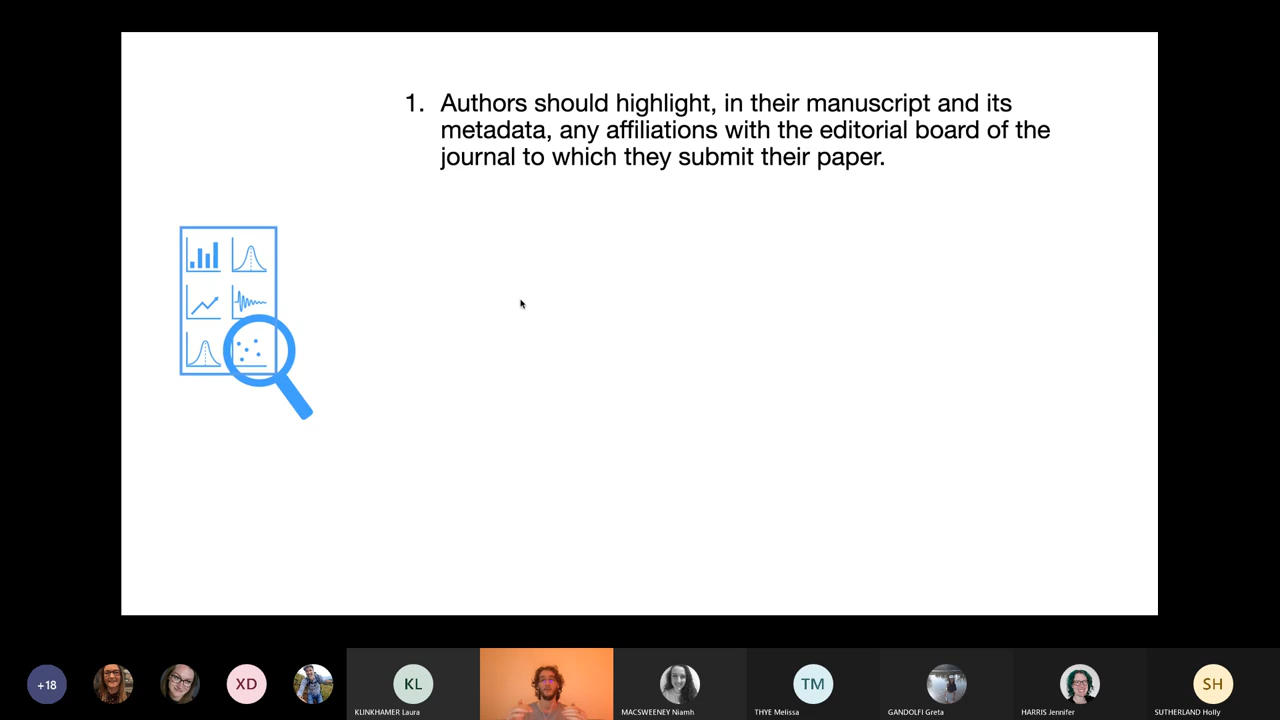 1. Authors should highlight, in their manuscript and its
metadata, any affiliations with the editorial board of the
journal to which they submit their paper.
+18
XD
KL
KLINKHAMER Laura
MACSWEENEY Niamh
TM
THYE Melissa
GANDOLFI Greta
HARRIS Jennifer
SH
SUTHERLAND Holly